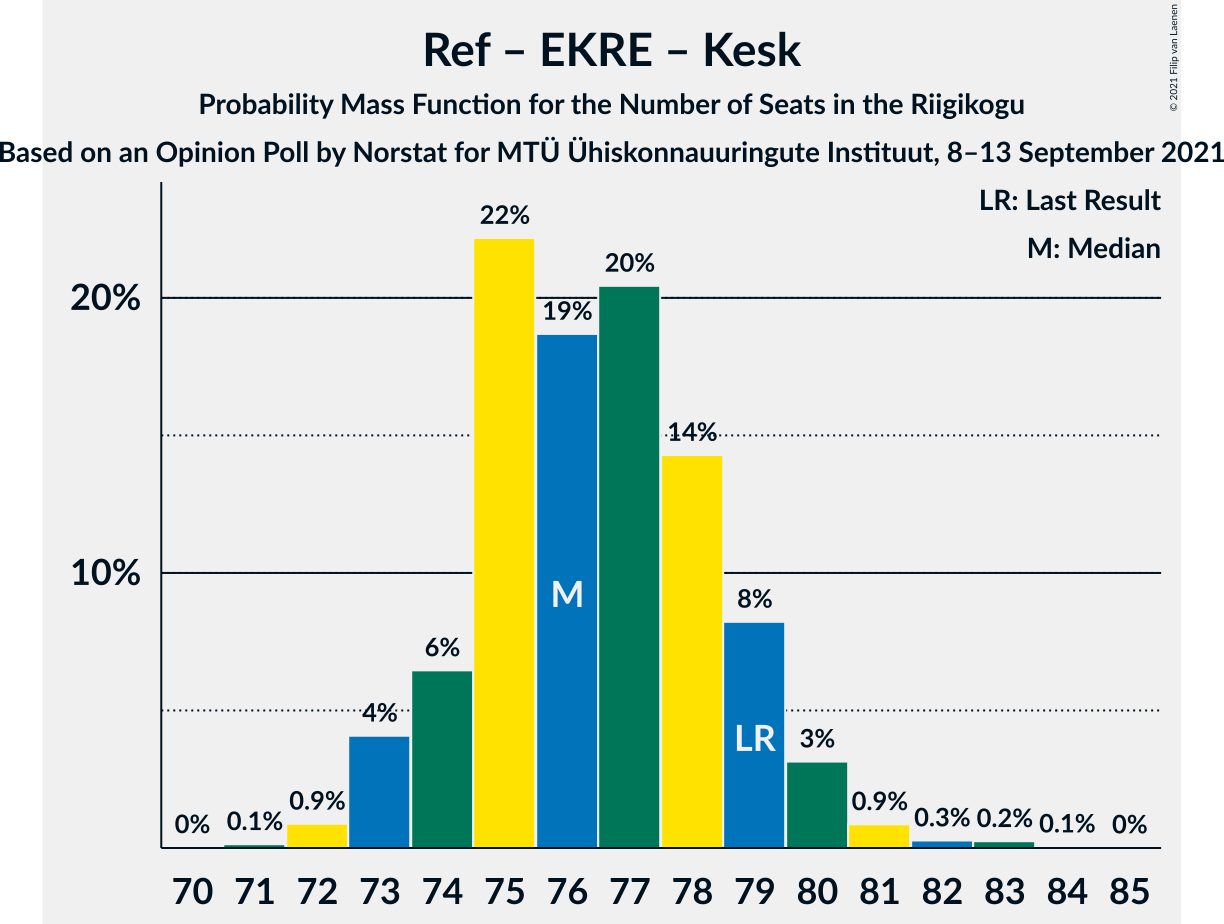 Ref – EKRE – Kesk
Probability Mass Function for the Number of Seats in the Riigikogu
Based on an Opinion Poll by Norstat for MTÜ Ühiskonnauuringute Instituut, 8–13 September 2021
© 2021 Filip van Laenen
LR: Last Result
M: Median
22%
20%
20%
19%
14%
10%
M
8%
6%
4%
LR
3%
0% 0.1% 0.9% 0.9% 0.3% 0.2% 0.1% 0%
70 71 72 73 74 75 76 77 78 79 80 81 82 83 84 85